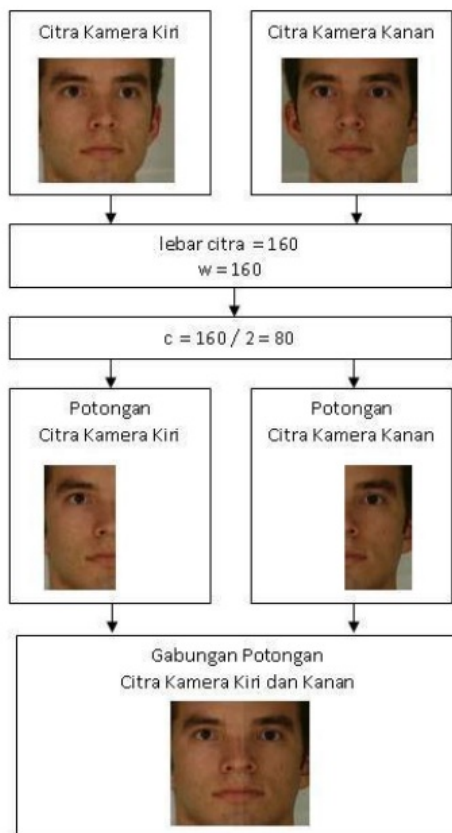 Citra Kamera Kiri
Citra Kamera Kanan
lebar citra = 160
w = 160
c = 160 / 2 = 80
Potongan
Citra Kamera Kiri
Potongan
Citra Kamera Kanan
Gabungan Potongan
Citra Kamera Kiri dan Kanan